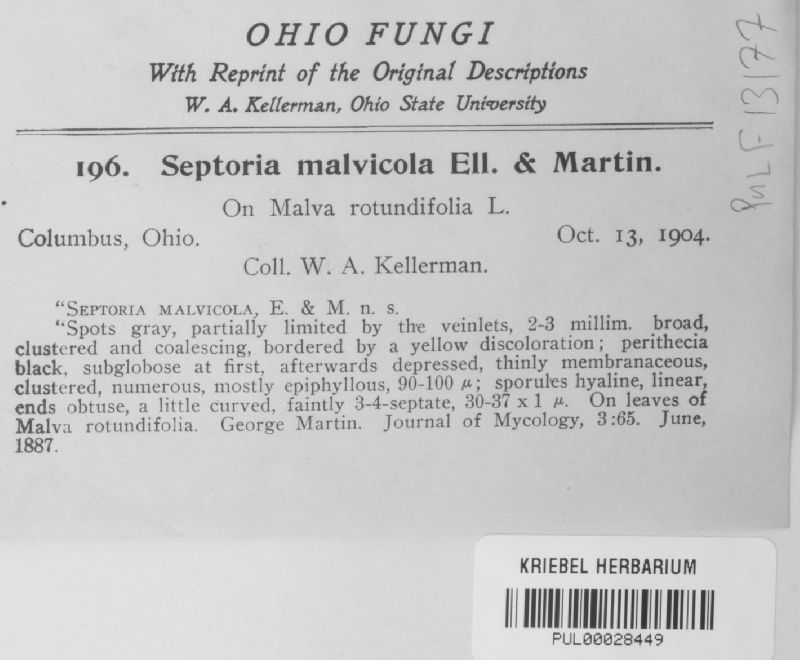 OHIO FUNGI
With Reprint of the Original Descriptions
W. A. Kellerman, Ohio State University
196. Septoria malvicola Ell. & Martin.
On Malva rotundifolia L.
Columbus, Ohio. Oct. 13, 1904.
Coll. W. A. Kellerman.
"SEPTORIA MALVICOLA, E. & M. n. s.
"Spots gray, partially limited by the veinlets, 2-3 millim. broad,
clustered and coalescing, bordered by a yellow discoloration; perithecia
black, subglobose at first, afterwards depressed, thinly membranaceous,
clustered, numerous, mostly epiphyllous, 90-100 µ; sporules hyaline, linear,
ends obtuse, a little curved, faintly 3-4-septate, 30-37 x 1 µ. On leaves of
Malva rotundifolia. George Martin. Journal of Mycology, 3:65. June,
1887.
PUL F 13177
KRIEBEL HERBARIUM
PUL00028449